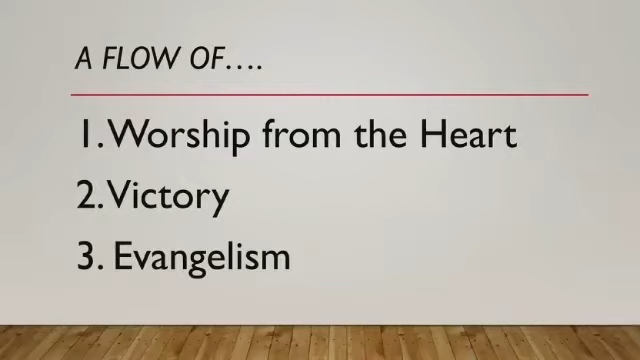 A FLOW OF....
1. Worship from the Heart
2. Victory
3. Evangelism